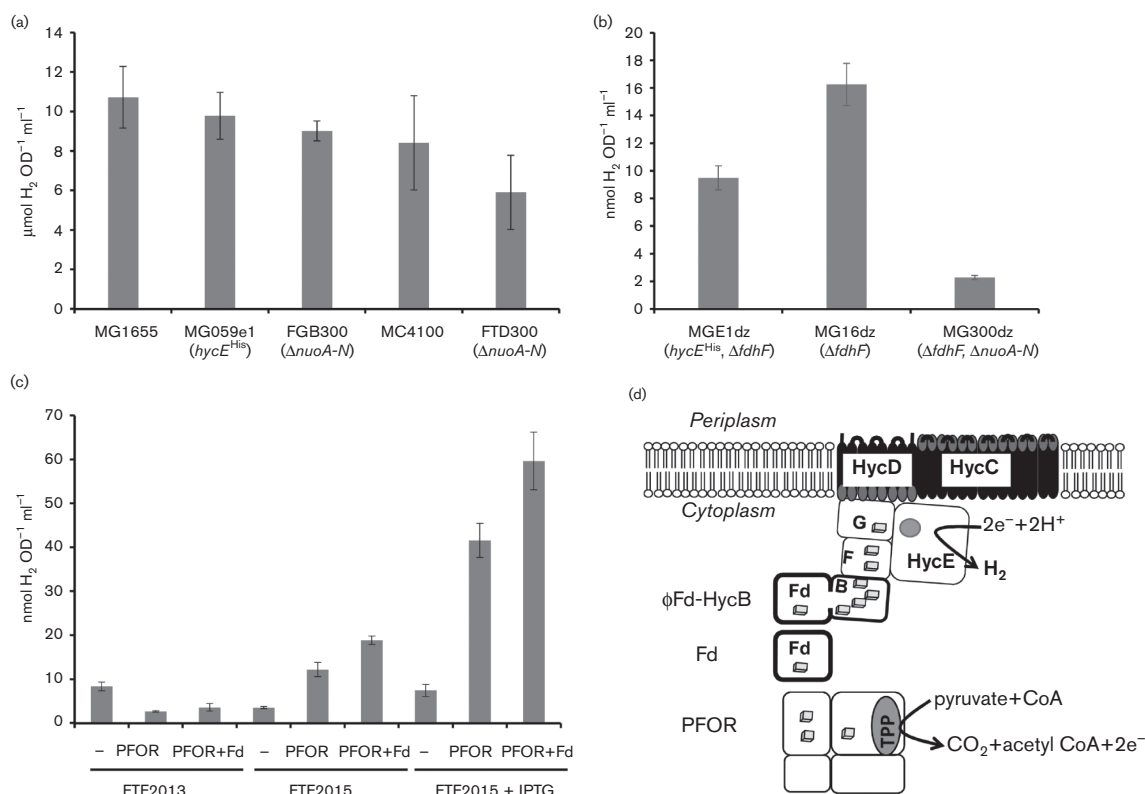 (a)
14
12
10
8
6
4
2
0
µmol H₂ OD⁻¹ ml⁻¹
MG1655
MG059e1
(hycEᴴⁱˢ)
FGB300
(ΔnuoA-N)
MC4100
FTD300
(ΔnuoA-N)
(b)
20
18
16
14
12
10
8
6
4
2
0
nmol H₂ OD⁻¹ ml⁻¹
MGE1dz
(hycEᴴⁱˢ, ΔfdhF)
MG16dz
(ΔfdhF)
MG300dz
(ΔfdhF, ΔnuoA-N)
(c)
70
60
50
40
30
20
10
0
nmol H₂ OD⁻¹ ml⁻¹
– PFOR PFOR+Fd – PFOR PFOR+Fd – PFOR PFOR+Fd
FTF2013 FTF2015 FTF2015 + IPTG
(d)
Periplasm
HycD HycC
Cytoplasm
G
2e⁻+2H⁺
F
HycE
H₂
ϕFd-HycB
Fd
B
Fd
Fd
PFOR
TPP
pyruvate+CoA
CO₂+acetyl CoA+2e⁻